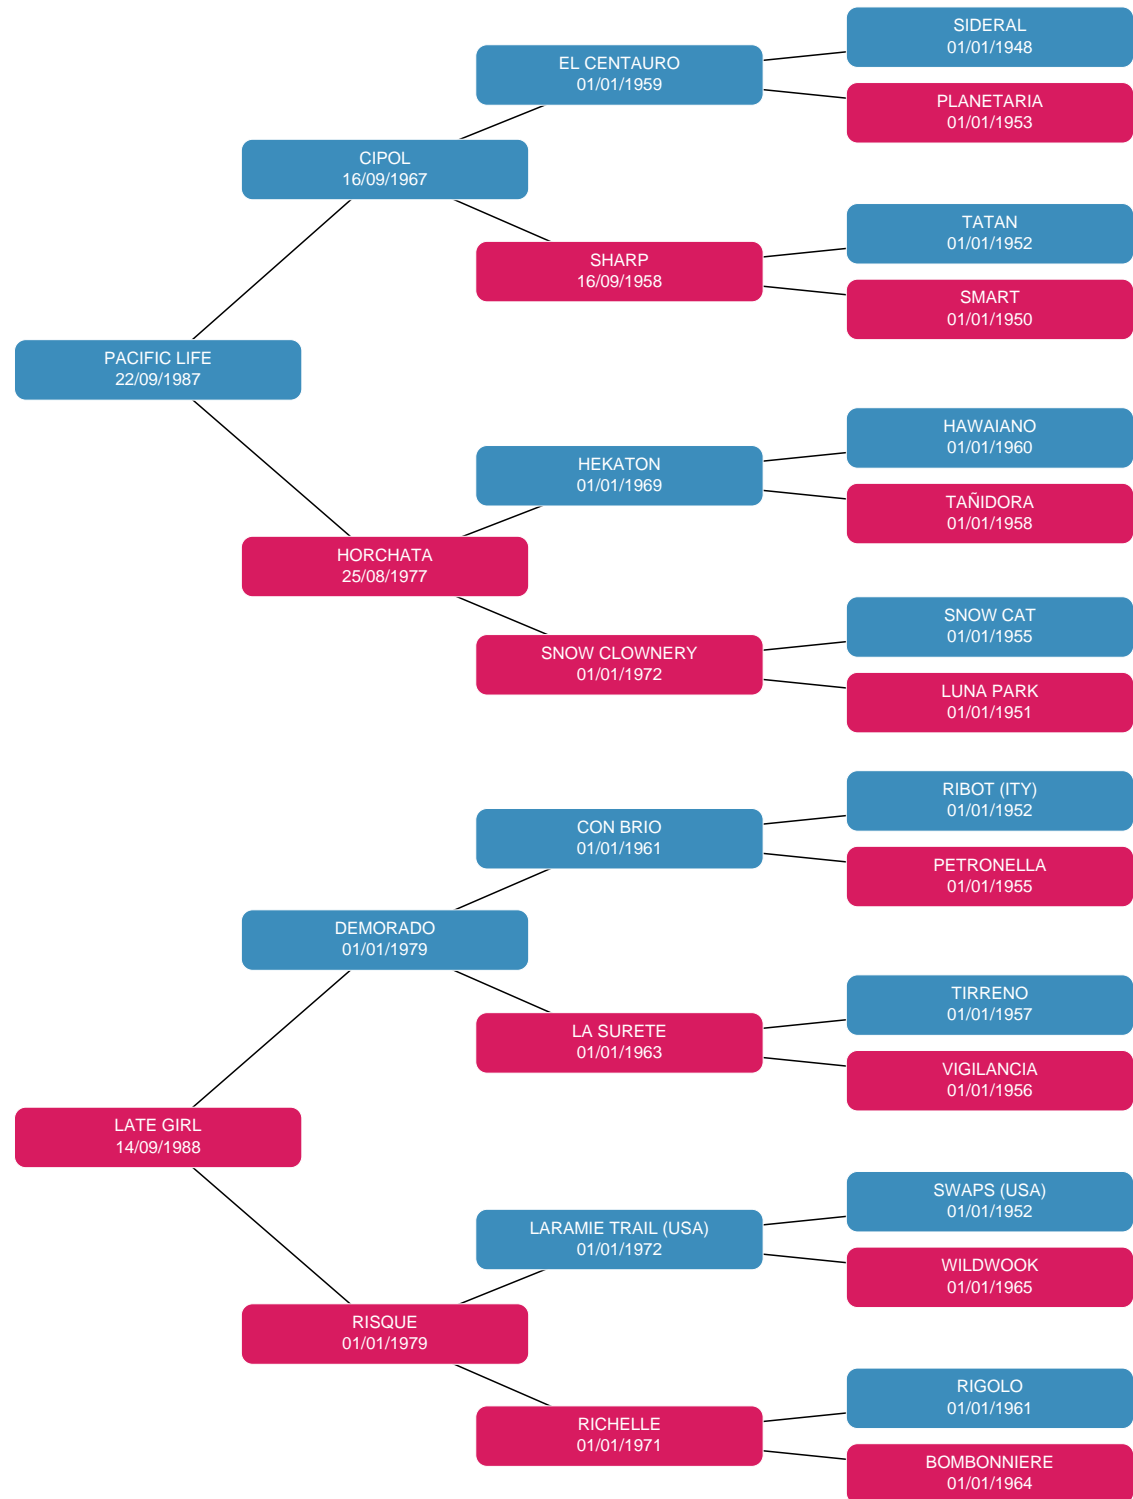 SIDERAL
01/01/1948
EL CENTAURO
01/01/1959
PLANETARIA
01/01/1953
CIPOL
16/09/1967
TATAN
01/01/1952
SHARP
16/09/1958
SMART
01/01/1950
PACIFIC LIFE
22/09/1987
HAWAIANO
01/01/1960
HEKATON
01/01/1969
TAÑIDORA
01/01/1958
HORCHATA
25/08/1977
SNOW CAT
01/01/1955
SNOW CLOWNERY
01/01/1972
LUNA PARK
01/01/1951
RIBOT (ITY)
01/01/1952
CON BRIO
01/01/1961
PETRONELLA
01/01/1955
DEMORADO
01/01/1979
TIRRENO
01/01/1957
LA SURETE
01/01/1963
VIGILANCIA
01/01/1956
LATE GIRL
14/09/1988
SWAPS (USA)
01/01/1952
LARAMIE TRAIL (USA)
01/01/1972
WILDWOOK
01/01/1965
RISQUE
01/01/1979
RIGOLO
01/01/1961
RICHELLE
01/01/1971
BOMBONNIERE
01/01/1964